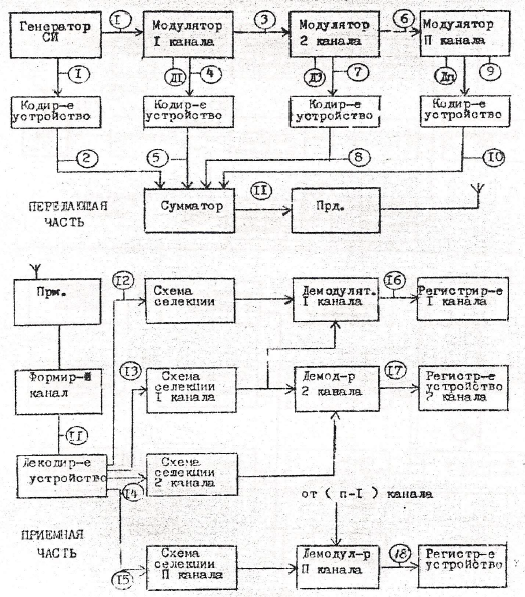 Генератор
СИ
I
Модулятор
I канала
3
Модулятор
2 канала
6
Модулятор
П канала
I
Д1
4
Д2
7
Дп
9
Кодир-е
устройство
Кодир-е
устройство
Кодир-е
устройство
Кодир-е
устройство
2
5
8
10
ПЕРЕДАЮЩАЯ
ЧАСТЬ
Сумматор
II
Прд.
Прм.
12
Схема
селекции
Демодулят.
I канала
16
Регистрир-е
I канала
Формир-й
канал
13
Схема
селекции
I канала
Демод-р
2 канала
17
Регистр-е
устройство
2 канала
II
Декодир-е
устройство
14
Схема
селекции
2 канала
от ( п-I ) канала
ПРИЕМНАЯ
ЧАСТЬ
15
Схема
селекции
П канала
Демодул-р
П канала
18
Регистр-е
устройство